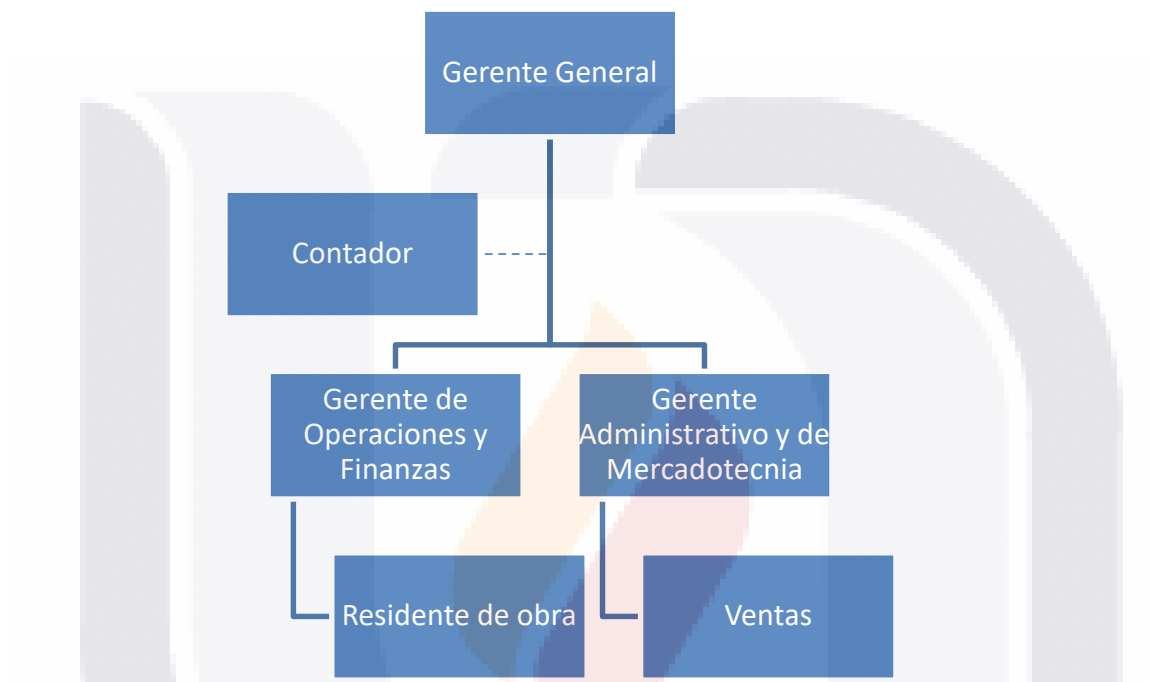 Gerente General
Contador
Gerente de
Operaciones y
Finanzas
Gerente
Administrativo y de
Mercadotecnia
Residente de obra
Ventas